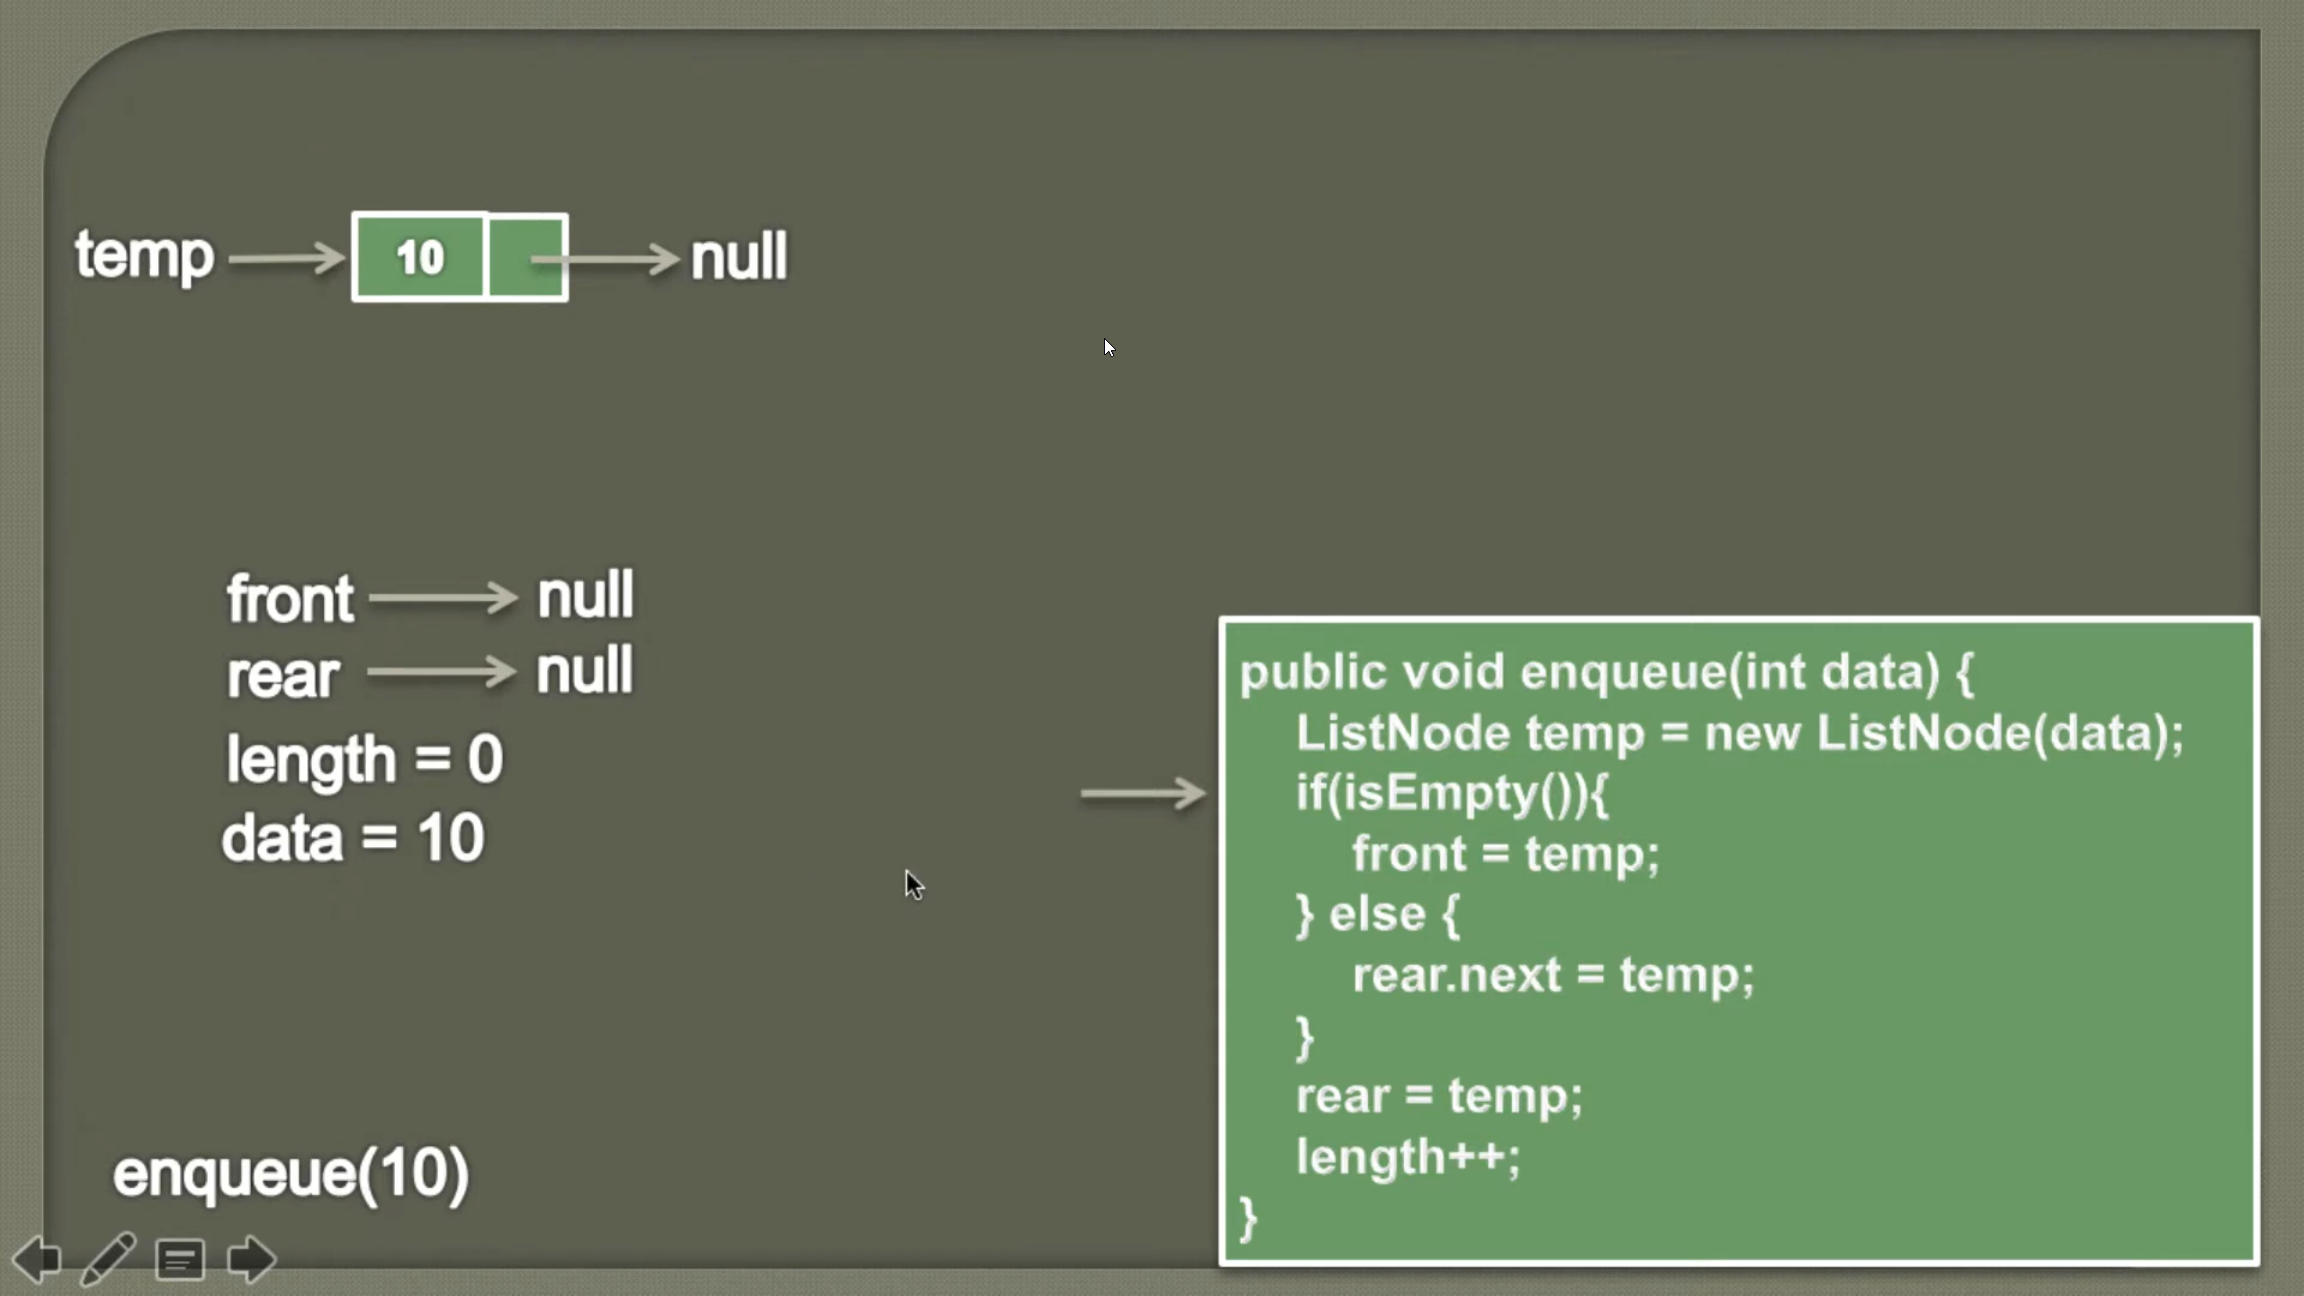 temp 10 null
front null
rear null
length = 0
data = 10
enqueue(10)
public void enqueue(int data) {
ListNode temp = new ListNode(data);
if(isEmpty()){
front = temp;
} else {
rear.next = temp;
}
rear = temp;
length++;
}